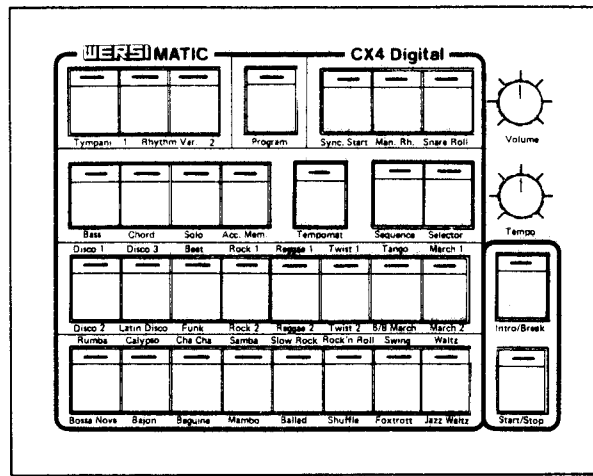 WERSI MATIC CX4 Digital
Tympani 1 Rhythm Var. 2 Program Sync. Start Man. Rh. Snare Roll
Volume
Bass Chord Solo Acc. Mem. Tempomat Sequence Selector
Tempo
Disco 1 Disco 3 Beat Rock 1 Reggae 1 Twist 1 Tango March 1
Disco 2 Latin Disco Funk Rock 2 Reggae 2 Twist 2 6/8 March March 2
Intro/Break
Rumba Calypso Cha Cha Samba Slow Rock Rock'n Roll Swing Waltz
Bossa Nova Bajon Beguine Mambo Ballad Shuffle Foxtrott Jazz Waltz
Start/Stop